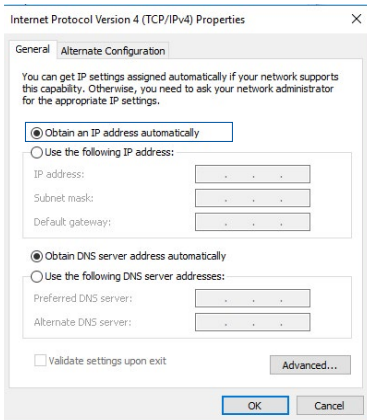 Internet Protocol Version 4 (TCP/IPv4) Properties
General Alternate Configuration
You can get IP settings assigned automatically if your network supports
this capability. Otherwise, you need to ask your network administrator
for the appropriate IP settings.
Obtain an IP address automatically
Use the following IP address:
IP address:
Subnet mask:
Default gateway:
Obtain DNS server address automatically
Use the following DNS server addresses:
Preferred DNS server:
Alternate DNS server:
Validate settings upon exit
Advanced...
OK Cancel